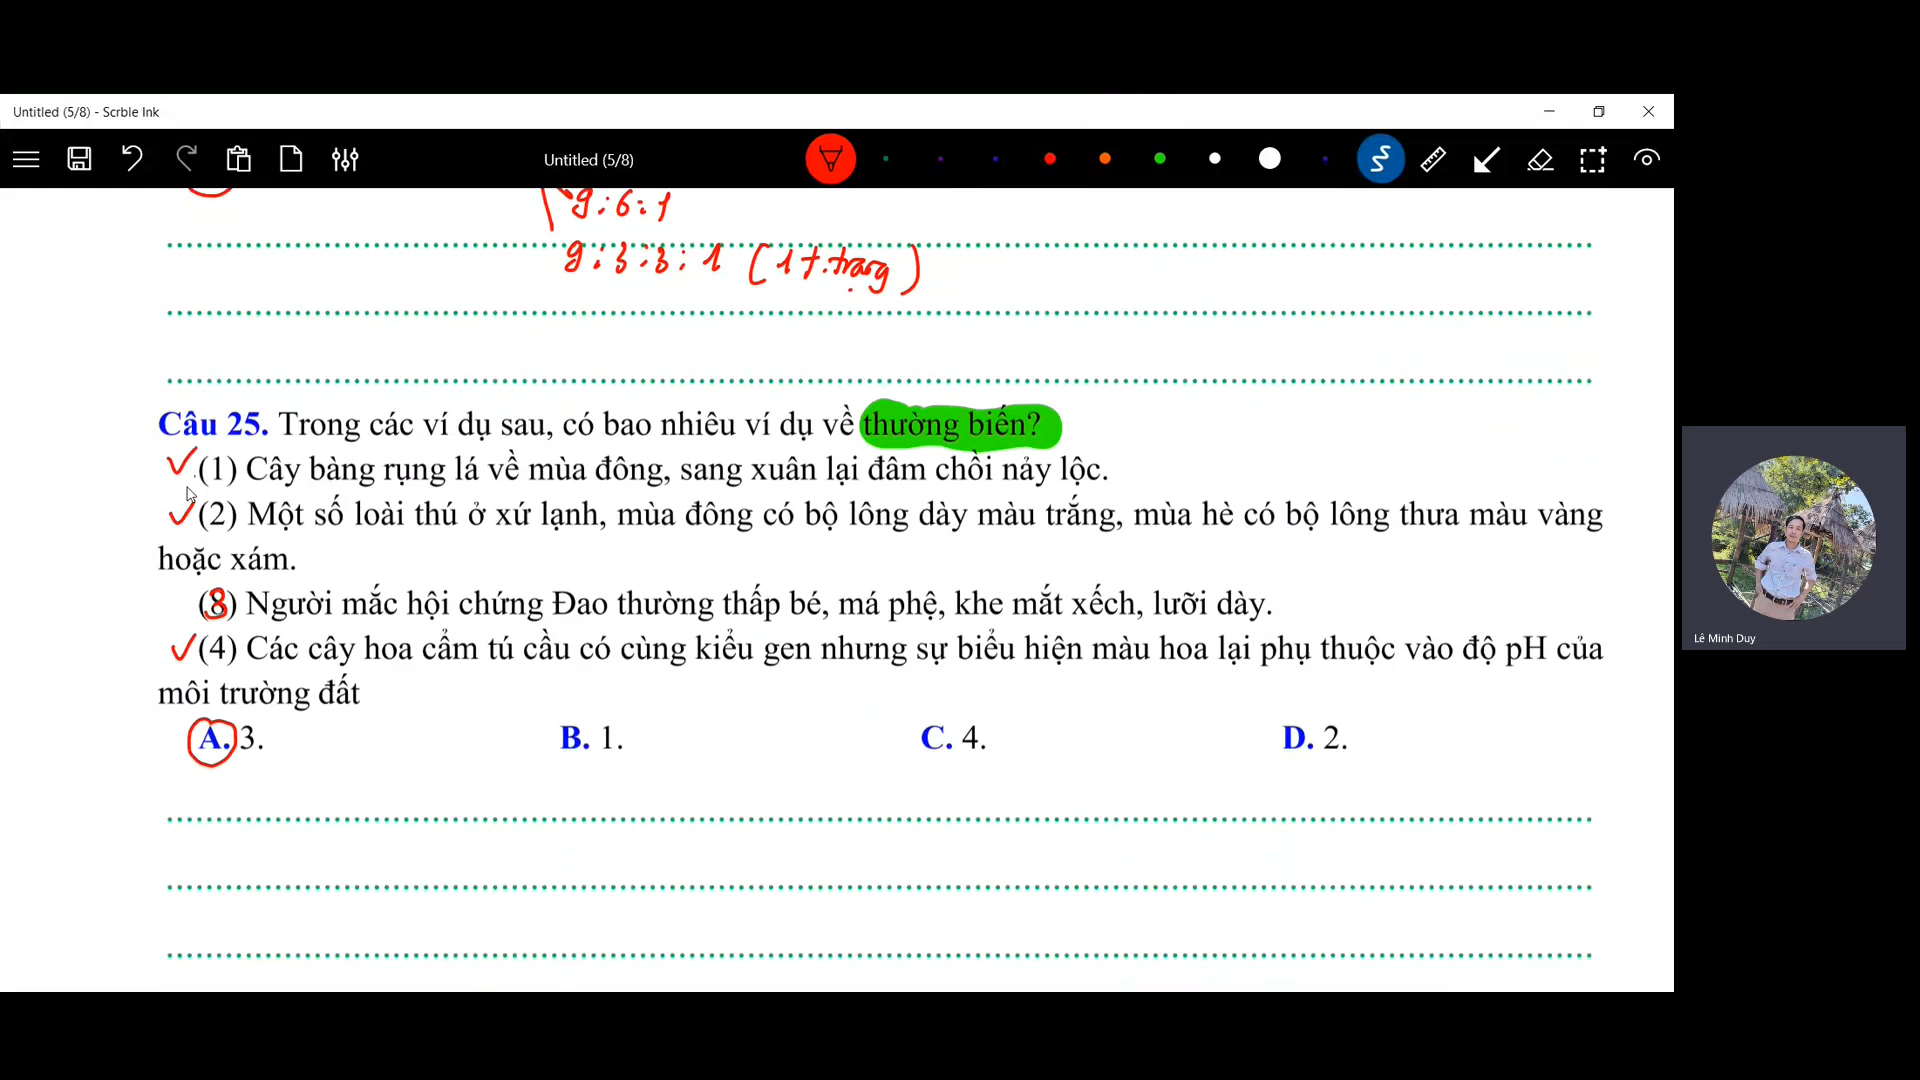 Untitled (5/8) - Scrble Ink
Untitled (5/8)
9:6:1
9:3:3:1 (1 t.trạng)
Câu 25. Trong các ví dụ sau, có bao nhiêu ví dụ về thường biến?
(1) Cây bàng rụng lá về mùa đông, sang xuân lại đâm chồi nảy lộc.
(2) Một số loài thú ở xứ lạnh, mùa đông có bộ lông dày màu trắng, mùa hè có bộ lông thưa màu vàng
hoặc xám.
(3) Người mắc hội chứng Đao thường thấp bé, má phệ, khe mắt xếch, lưỡi dày.
(4) Các cây hoa cẩm tú cầu có cùng kiểu gen nhưng sự biểu hiện màu hoa lại phụ thuộc vào độ pH của
môi trường đất
A. 3. B. 1. C. 4. D. 2.
Lê Minh Duy